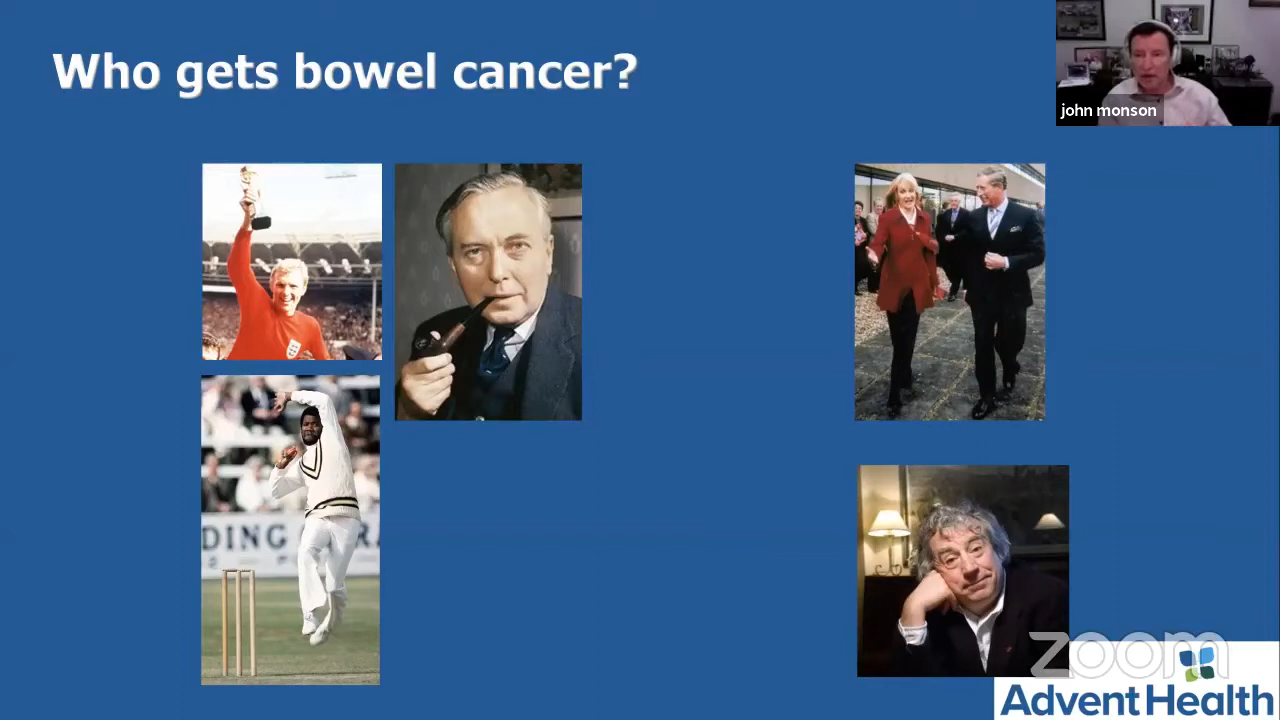 Who gets bowel cancer?
john monson
DING
zoom
AdventHealth